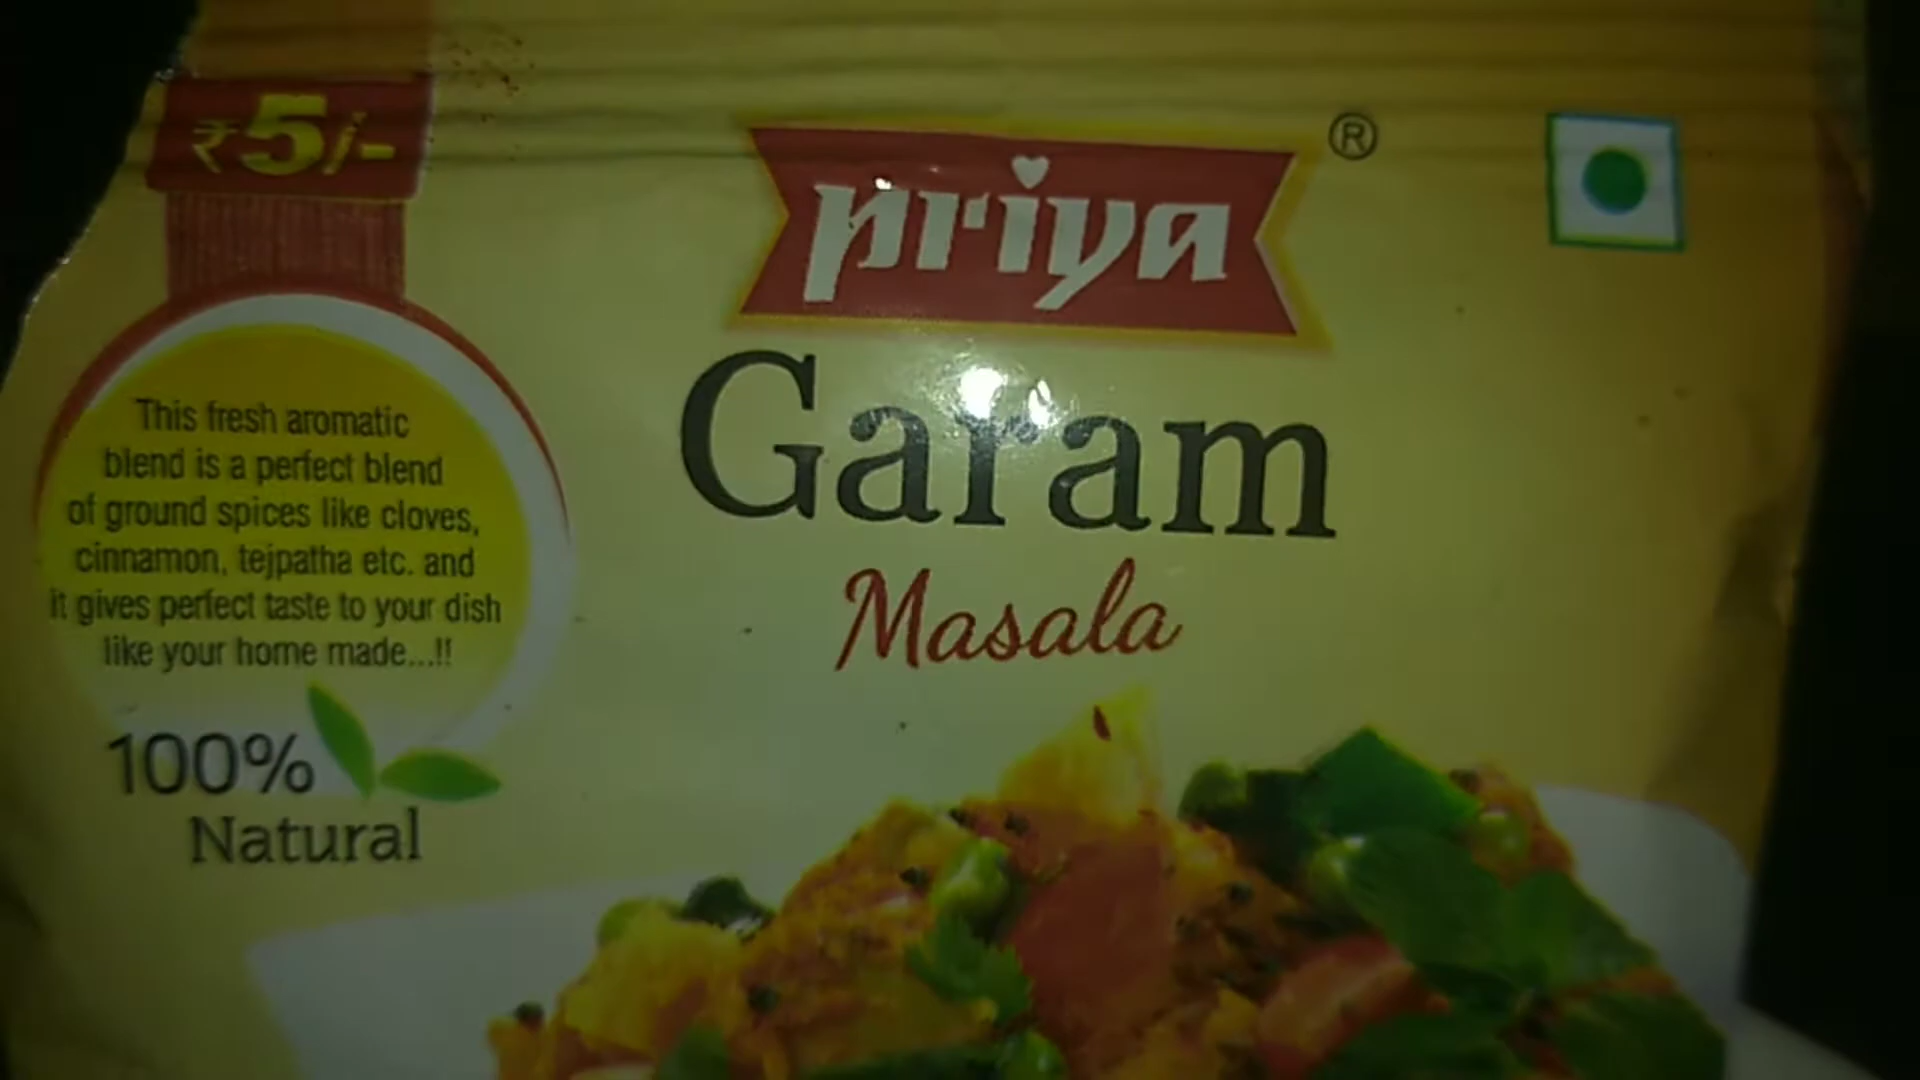 ₹5/-
priya
®
Garam
Masala
This fresh aromatic
blend is a perfect blend
of ground spices like cloves,
cinnamon, tejpatha etc. and
it gives perfect taste to your dish
like your home made...!!
100%
Natural